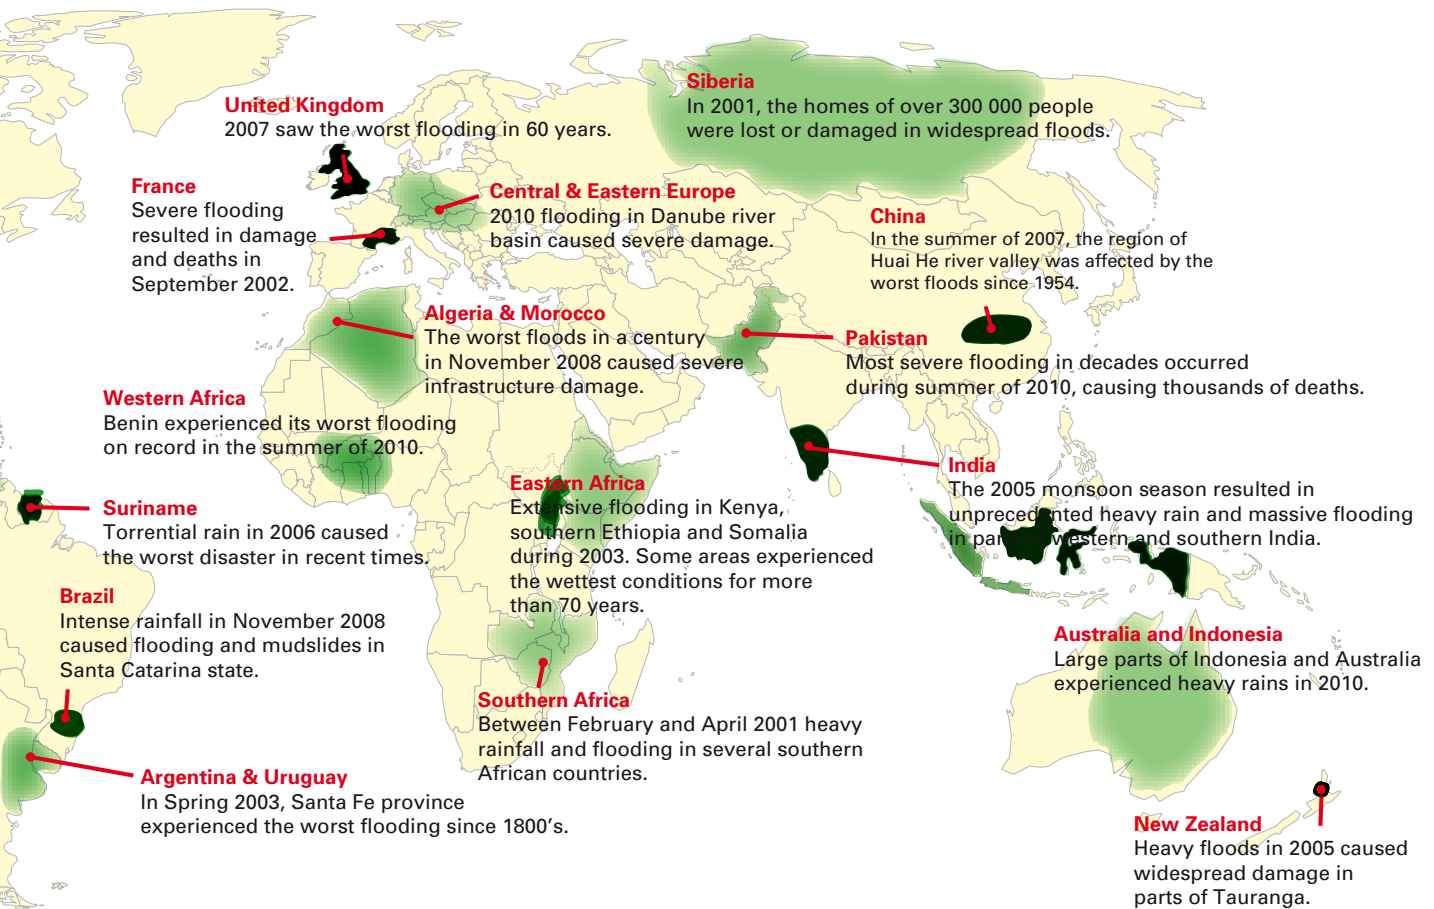 Siberia
In 2001, the homes of over 300 000 people
were lost or damaged in widespread floods.
United Kingdom
2007 saw the worst flooding in 60 years.
France
Severe flooding
resulted in damage
and deaths in
September 2002.
Central & Eastern Europe
2010 flooding in Danube river
basin caused severe damage.
China
In the summer of 2007, the region of
Huai He river valley was affected by the
worst floods since 1954.
Algeria & Morocco
The worst floods in a century
in November 2008 caused severe
infrastructure damage.
Pakistan
Most severe flooding in decades occurred
during summer of 2010, causing thousands of deaths.
Western Africa
Benin experienced its worst flooding
on record in the summer of 2010.
India
The 2005 monsoon season resulted in
unprecedented heavy rain and massive flooding
in parts of western and southern India.
Suriname
Torrential rain in 2006 caused
the worst disaster in recent times.
Eastern Africa
Extensive flooding in Kenya,
southern Ethiopia and Somalia
during 2003. Some areas experienced
the wettest conditions for more
than 70 years.
Brazil
Intense rainfall in November 2008
caused flooding and mudslides in
Santa Catarina state.
Australia and Indonesia
Large parts of Indonesia and Australia
experienced heavy rains in 2010.
Southern Africa
Between February and April 2001 heavy
rainfall and flooding in several southern
African countries.
Argentina & Uruguay
In Spring 2003, Santa Fe province
experienced the worst flooding since 1800's.
New Zealand
Heavy floods in 2005 caused
widespread damage in
parts of Tauranga.